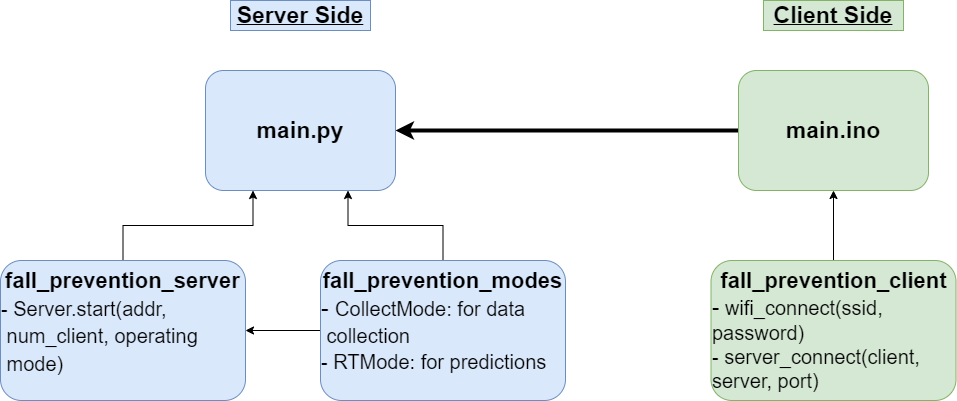 Server Side
Client Side
main.py
main.ino
fall_prevention_server
- Server.start(addr,
num_client, operating
mode)
fall_prevention_modes
- CollectMode: for data
collection
- RTMode: for predictions
fall_prevention_client
- wifi_connect(ssid,
password)
- server_connect(client,
server, port)